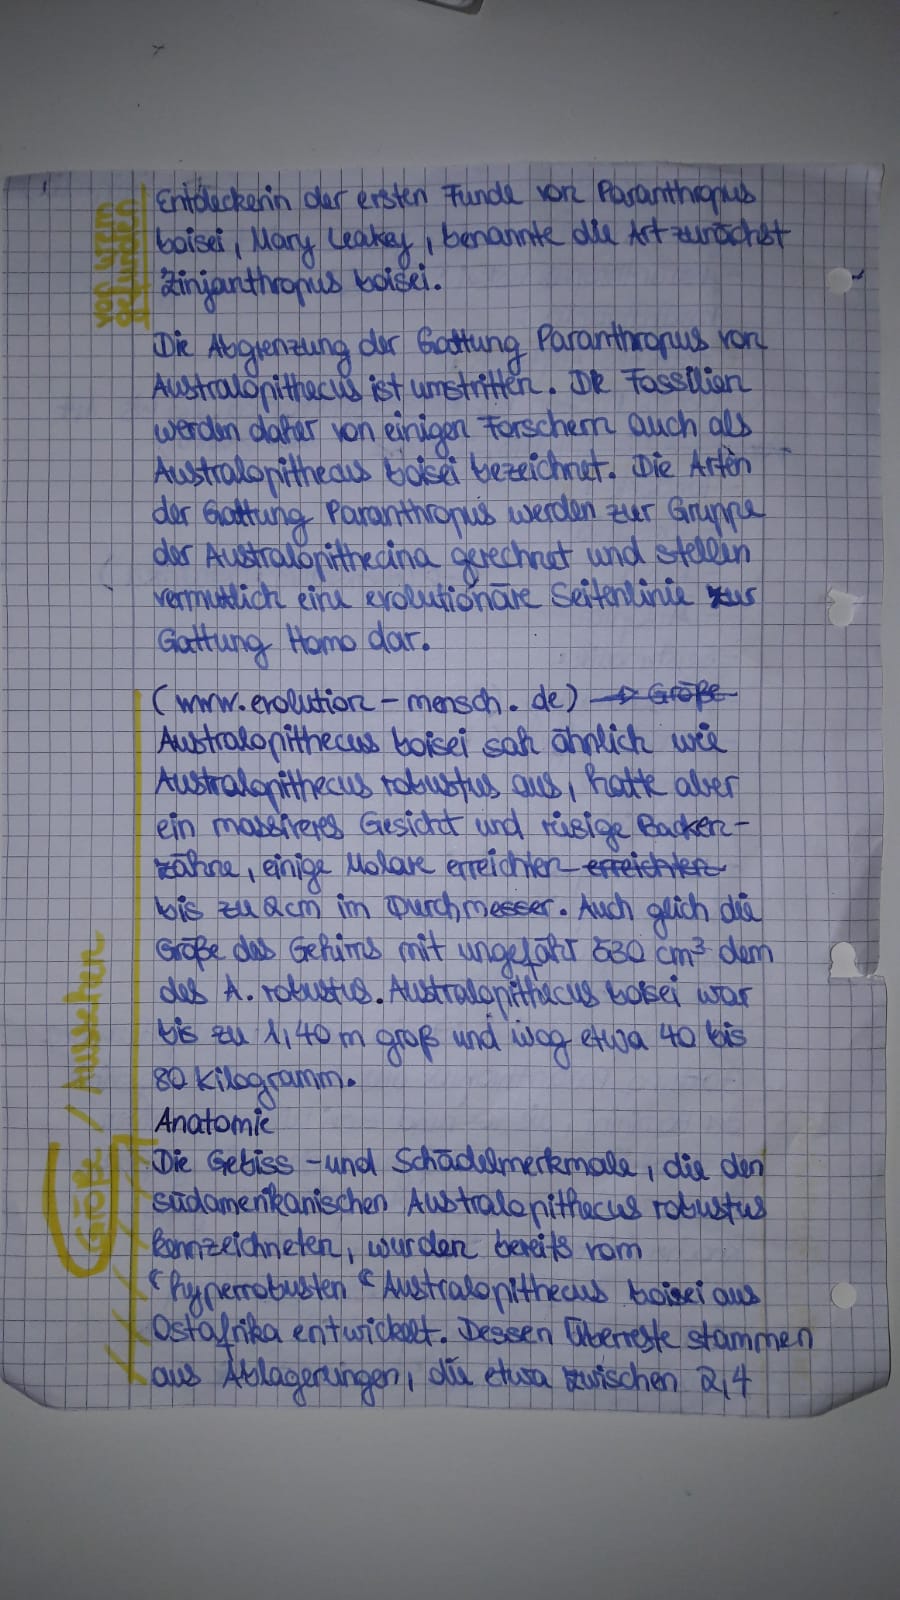 von wem
gefunden
Entdeckerin der ersten Funde von Paranthropus
boisei, Mary Leakey, benannte die Art zunächst
Zinjanthropus boisei.
Die Abgrenzung der Gattung Paranthropus von
Australopithecus ist umstritten. Die Fossilien
werden daher von einigen Forschern auch als
Australopithecus boisei bezeichnet. Die Arten
der Gattung Paranthropus werden zur Gruppe
der Australopithecina gerechnet und stellen
vermutlich eine evolutionäre Seitenlinie zur
Gattung Homo dar.
(www.evolution-mensch.de) → Größe
Australopithecus boisei sah ähnlich wie
Australopithecus robustus aus, hatte aber
ein massiveres Gesicht und riesige Backen-
zähne, einige Molare erreichten erreichten
bis zu 2cm im Durchmesser. Auch glich die
Größe des Gehirns mit ungefähr 530 cm³ dem
des A. robustus. Australopithecus boisei war
bis zu 1,40 m groß und wog etwa 40 bis
80 Kilogramm.
Größe / Aussehen
Anatomie
Die Gebiss-und Schädelmerkmale, die den
südamerikanischen Australopithecus robustus
kennzeichneten, wurden bereits vom
"hyperrobusten" Australopithecus boisei aus
Ostafrika entwickelt. Dessen Überreste stammen
aus Ablagerungen, die etwa zwischen 2,4